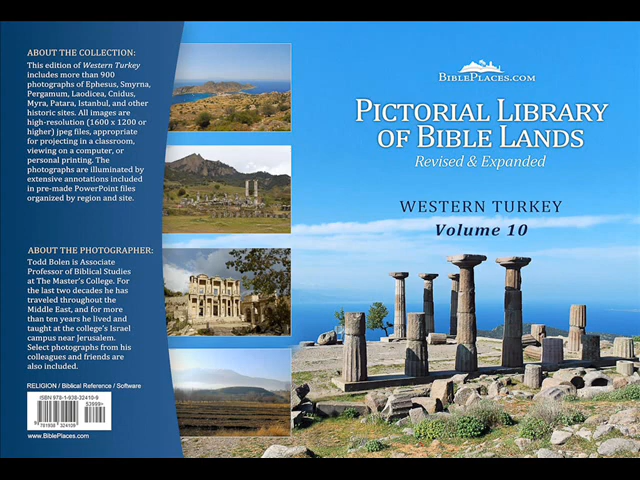 ABOUT THE COLLECTION:
This edition of Western Turkey
includes more than 900
photographs of Ephesus, Smyrna,
Pergamum, Laodicea, Cnidus,
Myra, Patara, Istanbul, and other
historic sites. All images are
high-resolution (1600 x 1200 or
higher) jpeg files, appropriate
for projecting in a classroom,
viewing on a computer, or
personal printing. The
photographs are illuminated by
extensive annotations included
in pre-made PowerPoint files
organized by region and site.
ABOUT THE PHOTOGRAPHER:
Todd Bolen is Associate
Professor of Biblical Studies
at The Master's College. For
the last two decades he has
traveled throughout the
Middle East, and for more
than ten years he lived and
taught at the college's Israel
campus near Jerusalem.
Select photographs from his
colleagues and friends are
also included.
RELIGION / Biblical Reference / Software
ISBN 978-1-938-32410-9
53999>
9 781938 324109
www.BiblePlaces.com
BIBLEPLACES.COM
PICTORIAL LIBRARY
OF BIBLE LANDS
Revised & Expanded
WESTERN TURKEY
Volume 10